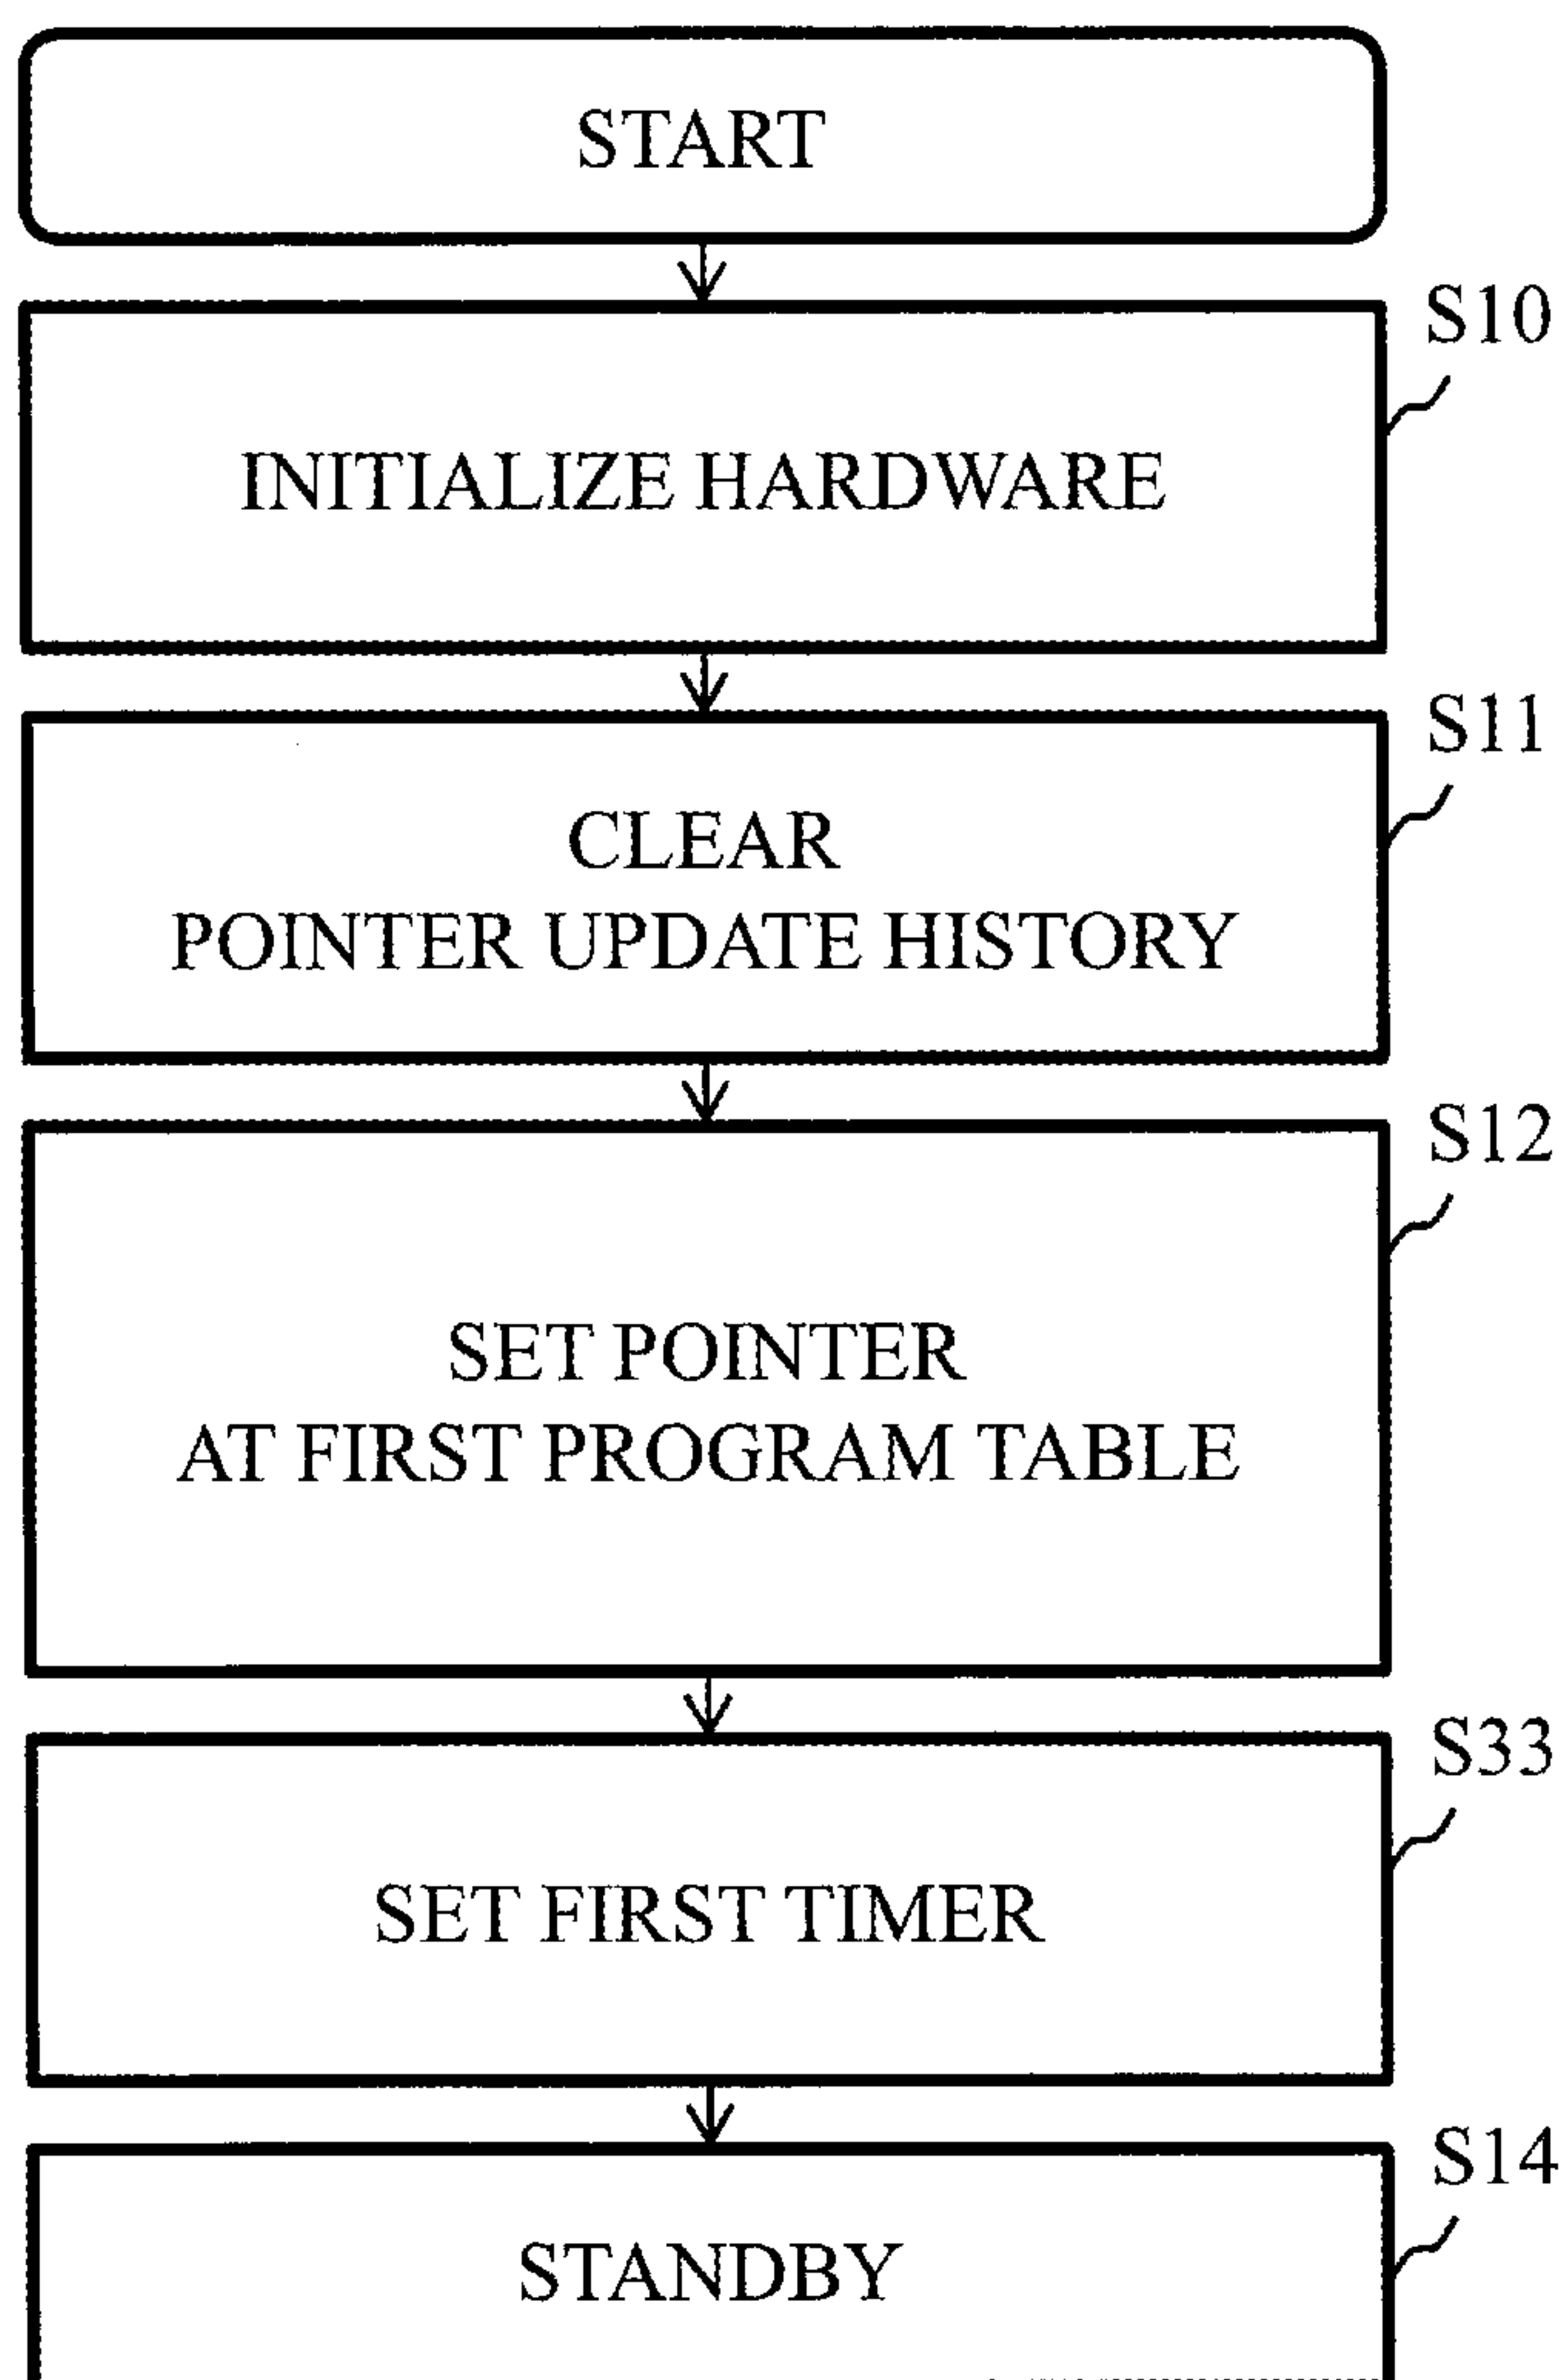 START
S10
INITIALIZE HARDWARE
S11
CLEAR
POINTER UPDATE HISTORY
S12
SET POINTER
AT FIRST PROGRAM TABLE
S33
SET FIRST TIMER
S14
STANDBY